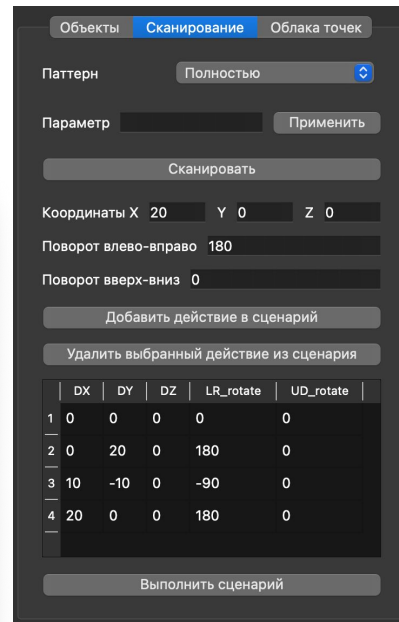 Объекты Сканирование Облака точек
Паттерн Полностью
Параметр Применить
Сканировать
Координаты X 20 Y 0 Z 0
Поворот влево-вправо 180
Поворот вверх-вниз 0
Добавить действие в сценарий
Удалить выбранный действие из сценария
DX DY DZ LR_rotate UD_rotate
1 0 0 0 0 0
2 0 20 0 180 0
3 10 -10 0 -90 0
4 20 0 0 180 0
Выполнить сценарий